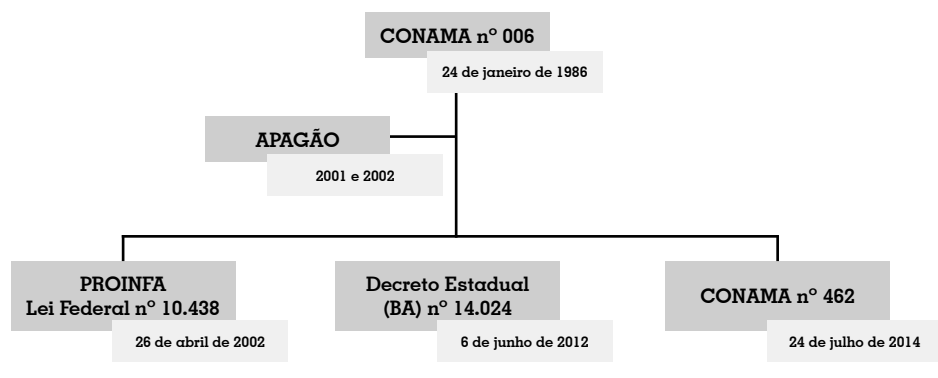 CONAMA nº 006
24 de janeiro de 1986
APAGÃO
2001 e 2002
PROINFA
Lei Federal nº 10.438
26 de abril de 2002
Decreto Estadual
(BA) nº 14.024
6 de junho de 2012
CONAMA nº 462
24 de julho de 2014